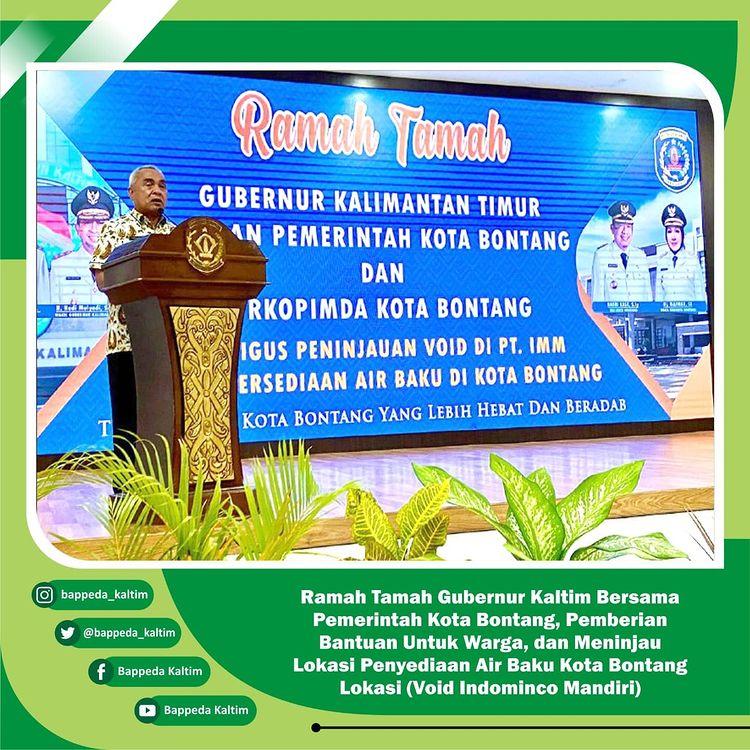 Ramah Tamah
GUBERNUR KALIMANTAN TIMUR
AN PEMERINTAH KOTA BONTANG
DAN
RKOPIMDA KOTA BONTANG
IGUS PENINJAUAN VOID DI PT. IMM
ERSEDIAAN AIR BAKU DI KOTA BONTANG
KOTA BONTANG YANG LEBIH HEBAT DAN BERADAB
bappeda_kaltim
@bappeda_kaltim
Bappeda Kaltim
Bappeda Kaltim
Ramah Tamah Gubernur Kaltim Bersama
Pemerintah Kota Bontang, Pemberian
Bantuan Untuk Warga, dan Meninjau
Lokasi Penyediaan Air Baku Kota Bontang
Lokasi (Void Indominco Mandiri)